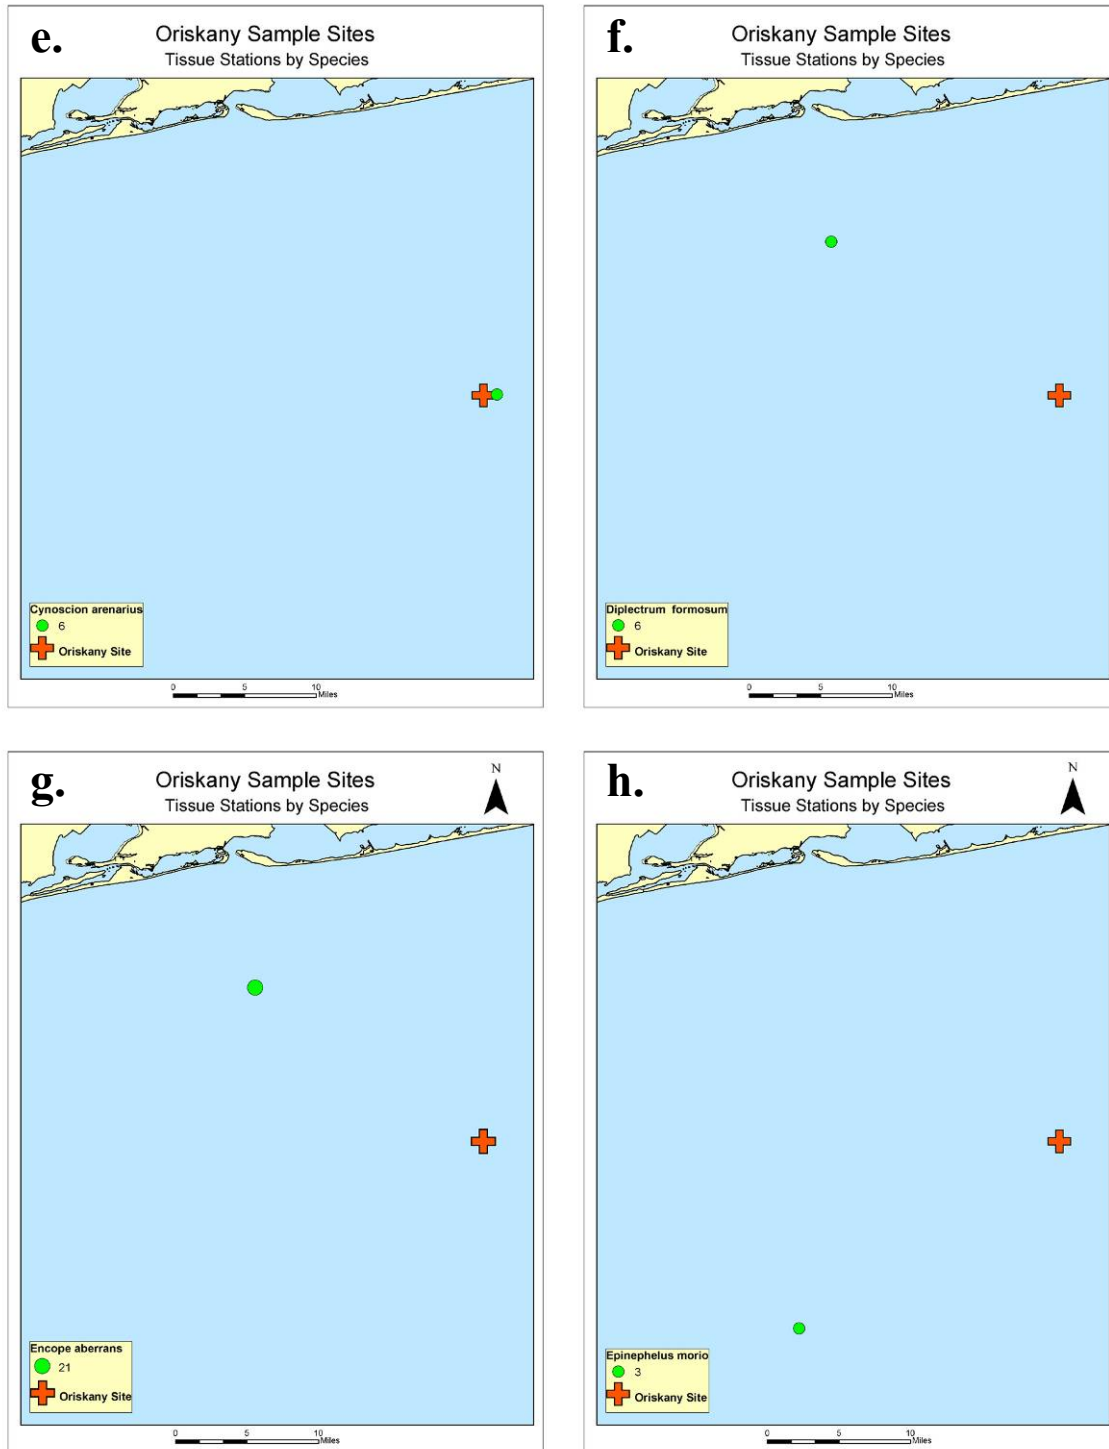 e.
Oriskany Sample Sites
Tissue Stations by Species
Cynoscion arenarius
6
Oriskany Site
0 5 10
Miles
f.
Oriskany Sample Sites
Tissue Stations by Species
Diplectrum formosum
6
Oriskany Site
0 5 10
Miles
g.
Oriskany Sample Sites
Tissue Stations by Species
N
Encope aberrans
21
Oriskany Site
0 5 10
Miles
h.
Oriskany Sample Sites
Tissue Stations by Species
N
Epinephelus morio
3
Oriskany Site
0 5 10
Miles